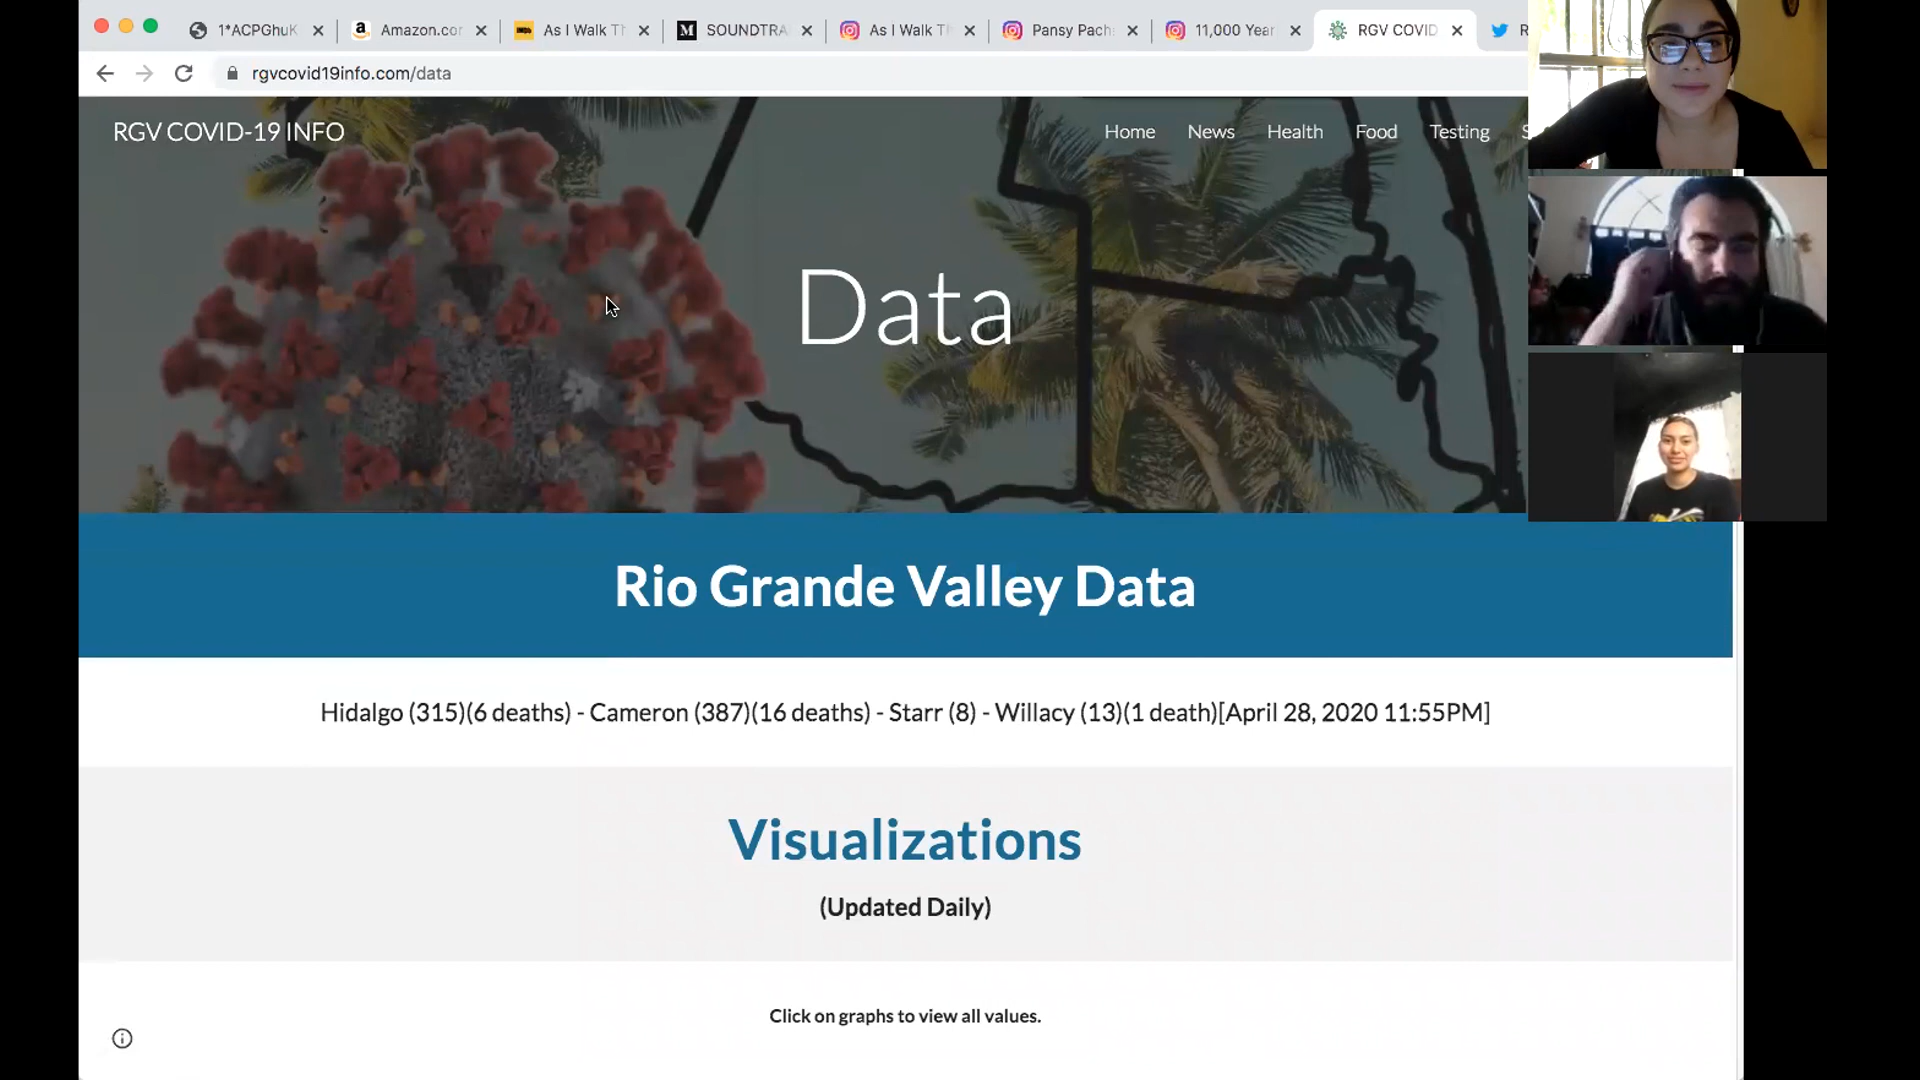 1*ACPGhuK
Amazon.cor
As I Walk Th
M
SOUNDTRA
As I Walk Th
Pansy Pach
11,000 Year
RGV COVID
R
rgvcovid19info.com/data
RGV COVID-19 INFO
Home
News
Health
Food
Testing
S
Data
Rio Grande Valley Data
Hidalgo (315)(6 deaths) - Cameron (387)(16 deaths) - Starr (8) - Willacy (13)(1 death)[April 28, 2020 11:55PM]
Visualizations
(Updated Daily)
Click on graphs to view all values.